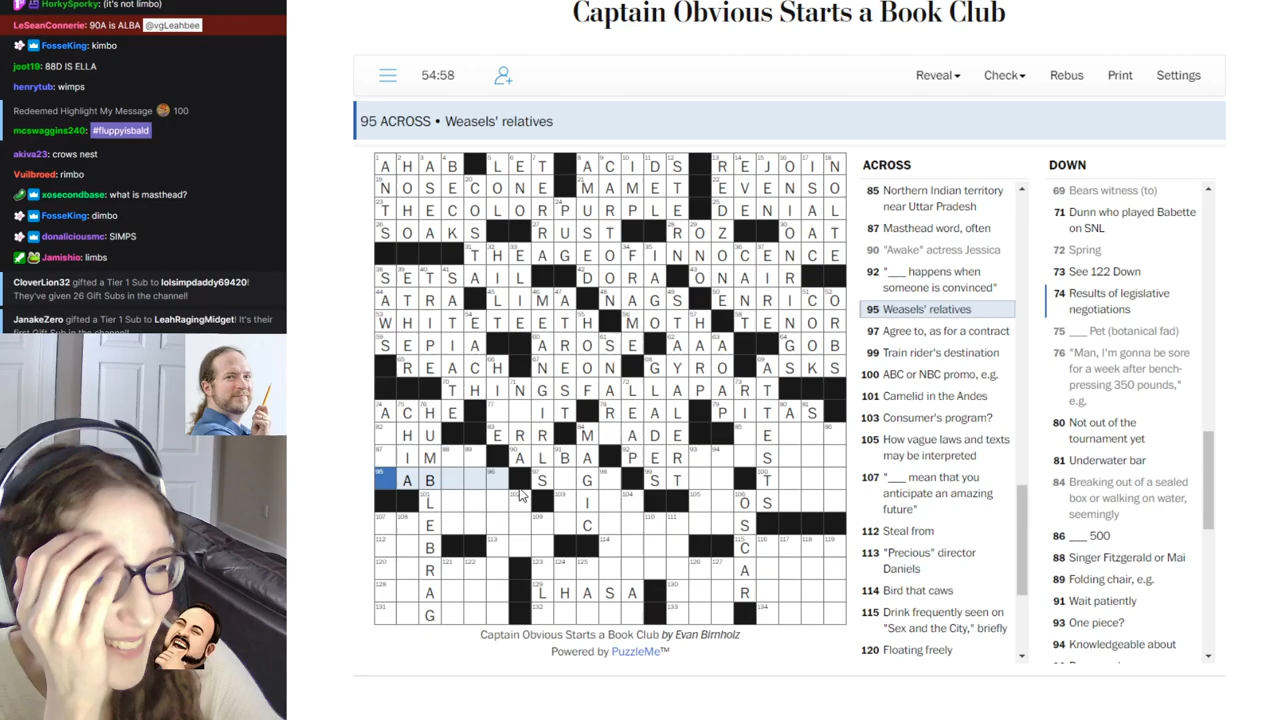 HorkySporky: (it's not limbo)
LeSeanConnerie: 90A is ALBA @vgLeahbee
FosseKing: kimbo
joot19: 88D IS ELLA
henrytub: wimps
Redeemed Highlight My Message 100
mcswaggins240: #fluppyisbald
akiva23: crows nest
Vuilbroed: rimbo
xosecondbase: what is masthead?
FosseKing: dimbo
donaliciousmc: SIMPS
Jamishio: limbs
CloverLion32 gifted a Tier 1 Sub to lolsimpdaddy69420!
They've given 26 Gift Subs in the channel!
JanakeZero gifted a Tier 1 Sub to LeahRagingMidget! It's their
first Gift Sub in the channel!
Captain Obvious Starts a Book Club
54:58
Reveal
Check
Rebus
Print
Settings
95 ACROSS • Weasels' relatives
A H A B L E T A C I D S R E J O I N
N O S E C O N E M A M E T E V E N S O
T H E C O L O R P U R P L E D E N I A L
S O A K S R U S T R O Z O A T
T H E A G E O F I N N O C E N C E
S E T S A I L D O R A O N A I R
A T R A L I M A N A G S E N R I C O
W H I T E T E E T H M O T H T E N O R
S E P I A A R O S E A A A G O B
R E A C H N E O N G Y R O A S K S
T H I N G S F A L L A P A R T
A C H E I T R E A L P I T A S
H U E R R M A D E E
I M A L B A P E R S
A B S G S T T
L I O S
E C S
B C
R A
A L H A S A R
G
Captain Obvious Starts a Book Club by Evan Birnholz
Powered by PuzzleMe™
ACROSS
85 Northern Indian territory
near Uttar Pradesh
87 Masthead word, often
90 "Awake" actress Jessica
92 "___ happens when
someone is convinced"
95 Weasels' relatives
97 Agree to, as for a contract
99 Train rider's destination
100 ABC or NBC promo, e.g.
101 Camelid in the Andes
103 Consumer's program?
105 How vague laws and texts
may be interpreted
107 "___ mean that you
anticipate an amazing
future"
112 Steal from
113 "Precious" director
Daniels
114 Bird that caws
115 Drink frequently seen on
"Sex and the City," briefly
120 Floating freely
DOWN
69 Bears witness (to)
71 Dunn who played Babette
on SNL
72 Spring
73 See 122 Down
74 Results of legislative
negotiations
75 ___ Pet (botanical fad)
76 "Man, I'm gonna be sore
for a week after bench-
pressing 350 pounds,"
e.g.
80 Not out of the
tournament yet
81 Underwater bar
84 Breaking out of a sealed
box or walking on water,
seemingly
86 ___ 500
88 Singer Fitzgerald or Mai
89 Folding chair, e.g.
91 Wait patiently
93 One piece?
94 Knowledgeable about